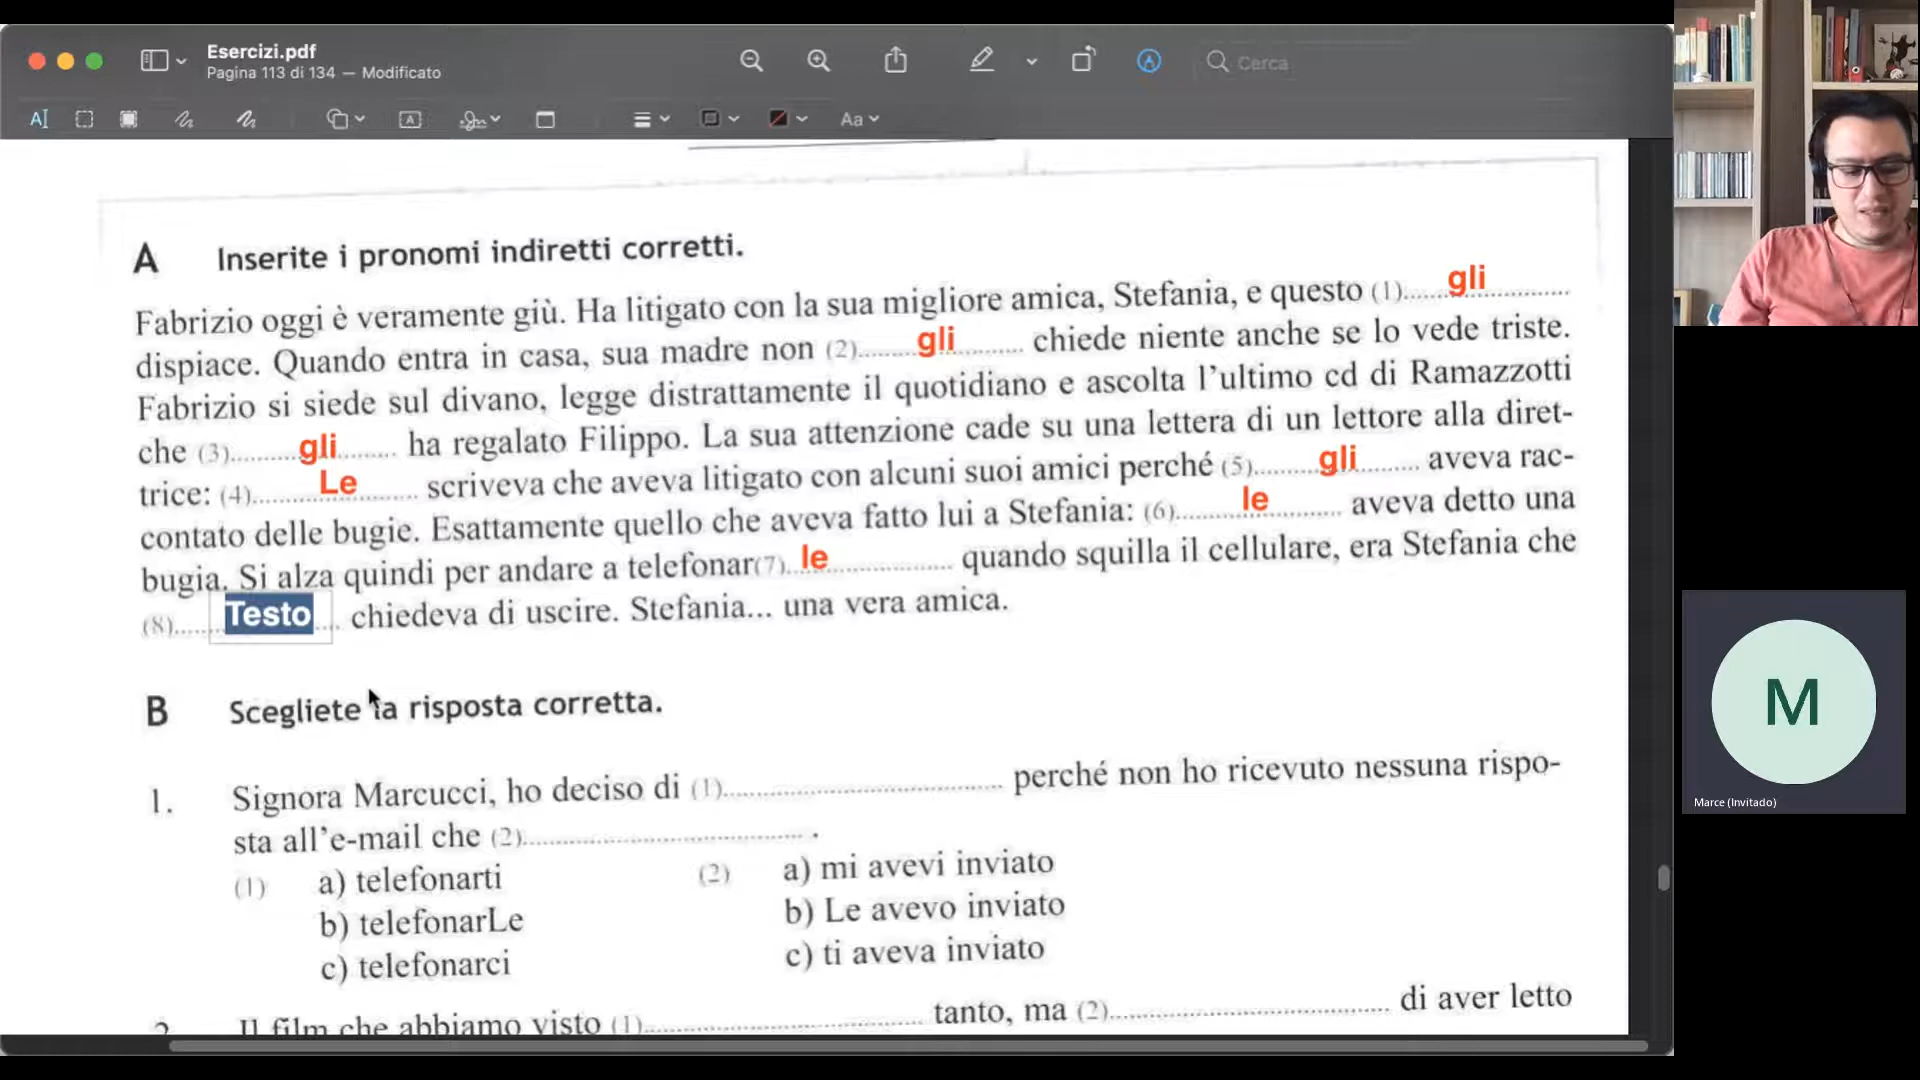 Esercizi.pdf
Pagina 113 di 134 — Modificato
Cerca
A Inserite i pronomi indiretti corretti.
Fabrizio oggi è veramente giù. Ha litigato con la sua migliore amica, Stefania, e questo (1) gli
dispiace. Quando entra in casa, sua madre non (2) gli chiede niente anche se lo vede triste.
Fabrizio si siede sul divano, legge distrattamente il quotidiano e ascolta l'ultimo cd di Ramazzotti
che (3) gli ha regalato Filippo. La sua attenzione cade su una lettera di un lettore alla diret-
trice: (4) Le scriveva che aveva litigato con alcuni suoi amici perché (5) gli aveva rac-
contato delle bugie. Esattamente quello che aveva fatto lui a Stefania: (6) le aveva detto una
bugia. Si alza quindi per andare a telefonar(7) le quando squilla il cellulare, era Stefania che
(8) Testo chiedeva di uscire. Stefania... una vera amica.
B Scegliete la risposta corretta.
1. Signora Marcucci, ho deciso di (1) perché non ho ricevuto nessuna rispo-
sta all'e-mail che (2) .
(1) a) telefonarti (2) a) mi avevi inviato
b) telefonarLe b) Le avevo inviato
c) telefonarci c) ti aveva inviato
2. Il film che abbiamo visto (1) tanto, ma (2) di aver letto
M
Marce (Invitado)